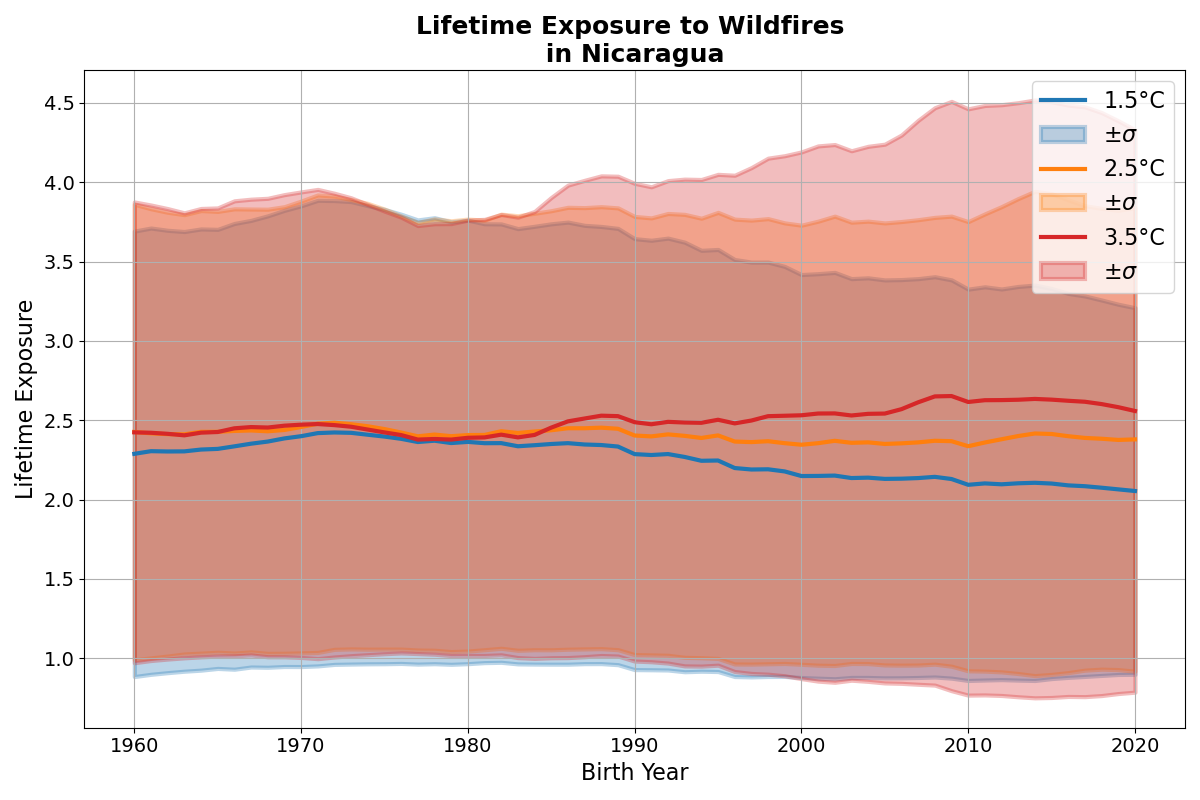 Lifetime Exposure to Wildfires
in Nicaragua
Lifetime Exposure
4.5
4.0
3.5
3.0
2.5
2.0
1.5
1.0
1.5°C
±σ
2.5°C
±σ
3.5°C
±σ
1960
1970
1980
1990
2000
2010
2020
Birth Year